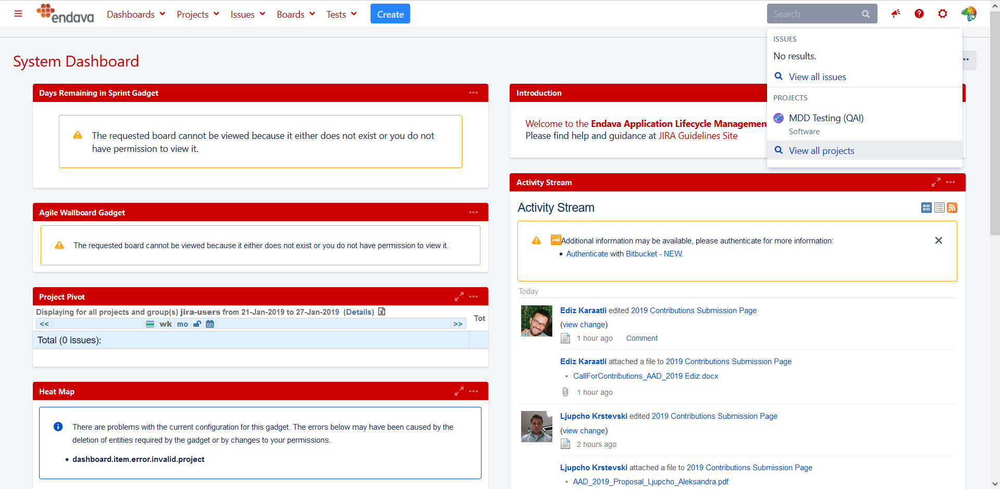 endava
Dashboards
Projects
Issues
Boards
Tests
Create
Search
ISSUES
No results.
View all issues
PROJECTS
MDD Testing (QAI)
Software
View all projects
System Dashboard
Days Remaining in Sprint Gadget
The requested board cannot be viewed because it either does not exist or you do not
have permission to view it.
Agile Wallboard Gadget
The requested board cannot be viewed because it either does not exist or you do not have permission to view it.
Project Pivot
Displaying for all projects and group(s) jira-users from 21-Jan-2019 to 27-Jan-2019 (Details)
Tot
<< wk mo >>
Total (0 issues):
Heat Map
There are problems with the current configuration for this gadget. The errors below may have been caused by the
deletion of entities required by the gadget or by changes to your permissions.
• dashboard.item.error.invalid.project
Introduction
Welcome to the Endava Application Lifecycle Managemen
Please find help and guidance at JIRA Guidelines Site
Activity Stream
Activity Stream
Additional information may be available, please authenticate for more information:
• Authenticate with Bitbucket - NEW.
Today
Ediz Karaatli edited 2019 Contributions Submission Page
(view change)
1 hour ago Comment
Ediz Karaatli attached a file to 2019 Contributions Submission Page
• CallForContributions_AAD_2019 Ediz.docx
1 hour ago
Ljupcho Krstevski edited 2019 Contributions Submission Page
(view change)
2 hours ago
Ljupcho Krstevski attached a file to 2019 Contributions Submission Page
• AAD_2019_Proposal_Ljupcho_Aleksandra.pdf